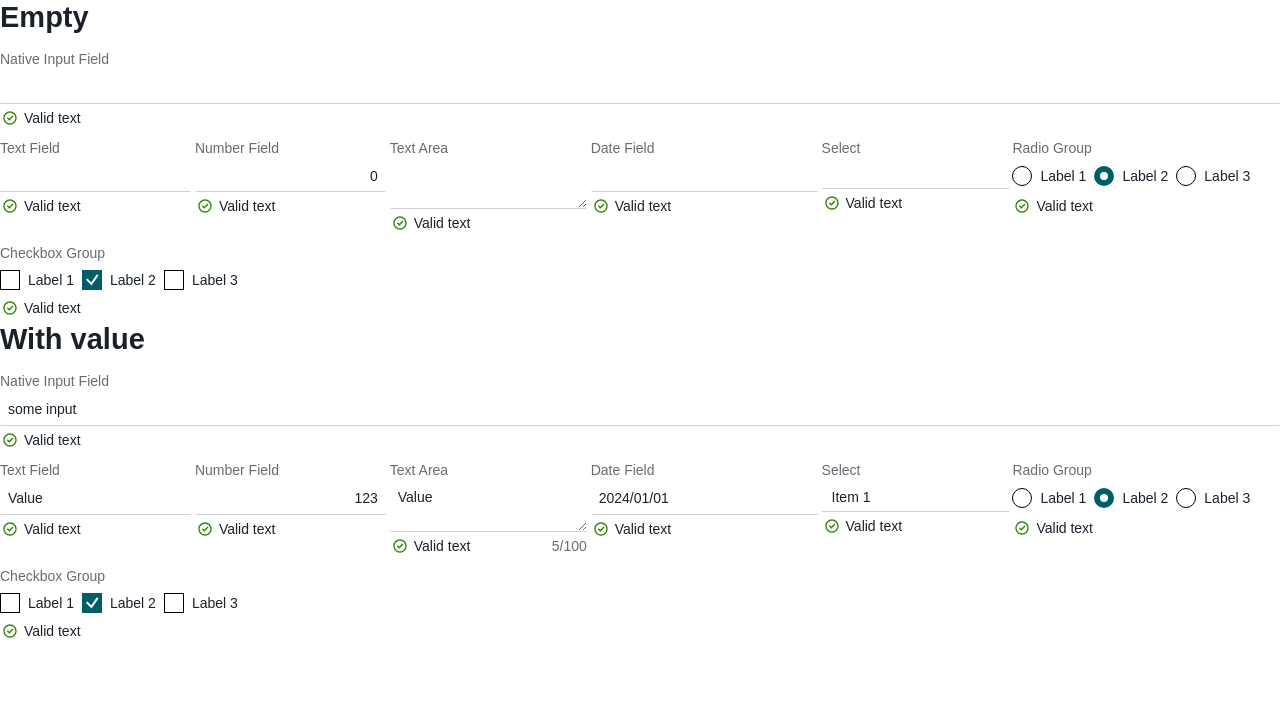 Empty
Native Input Field
Valid text
Text Field Number Field Text Area Date Field Select Radio Group
0 Label 1 Label 2 Label 3
Valid text Valid text Valid text Valid text Valid text Valid text
Checkbox Group
Label 1 Label 2 Label 3
Valid text
With value
Native Input Field
some input
Valid text
Text Field Number Field Text Area Date Field Select Radio Group
Value 123 Value 2024/01/01 Item 1 Label 1 Label 2 Label 3
Valid text Valid text Valid text 5/100 Valid text Valid text Valid text
Checkbox Group
Label 1 Label 2 Label 3
Valid text